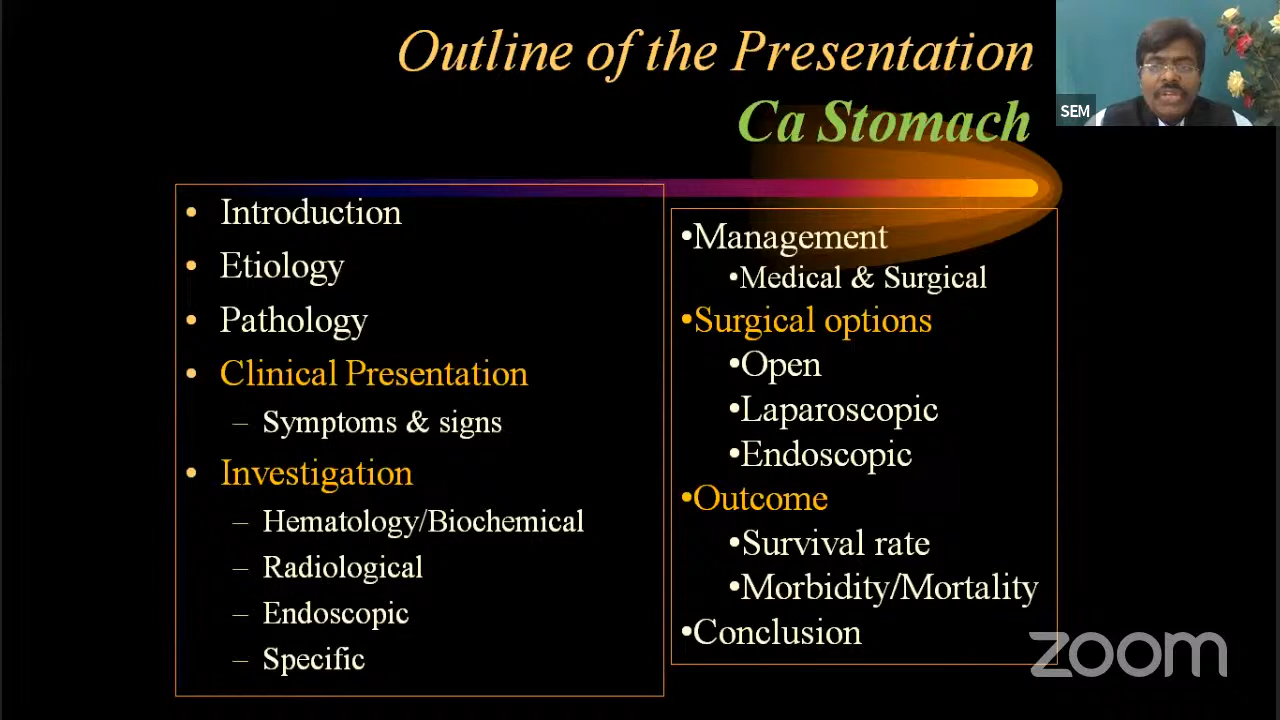 Outline of the Presentation
Ca Stomach
SEM
• Introduction
• Etiology
• Pathology
• Clinical Presentation
– Symptoms & signs
• Investigation
– Hematology/Biochemical
– Radiological
– Endoscopic
– Specific
•Management
•Medical & Surgical
•Surgical options
•Open
•Laparoscopic
•Endoscopic
•Outcome
•Survival rate
•Morbidity/Mortality
•Conclusion
zoom